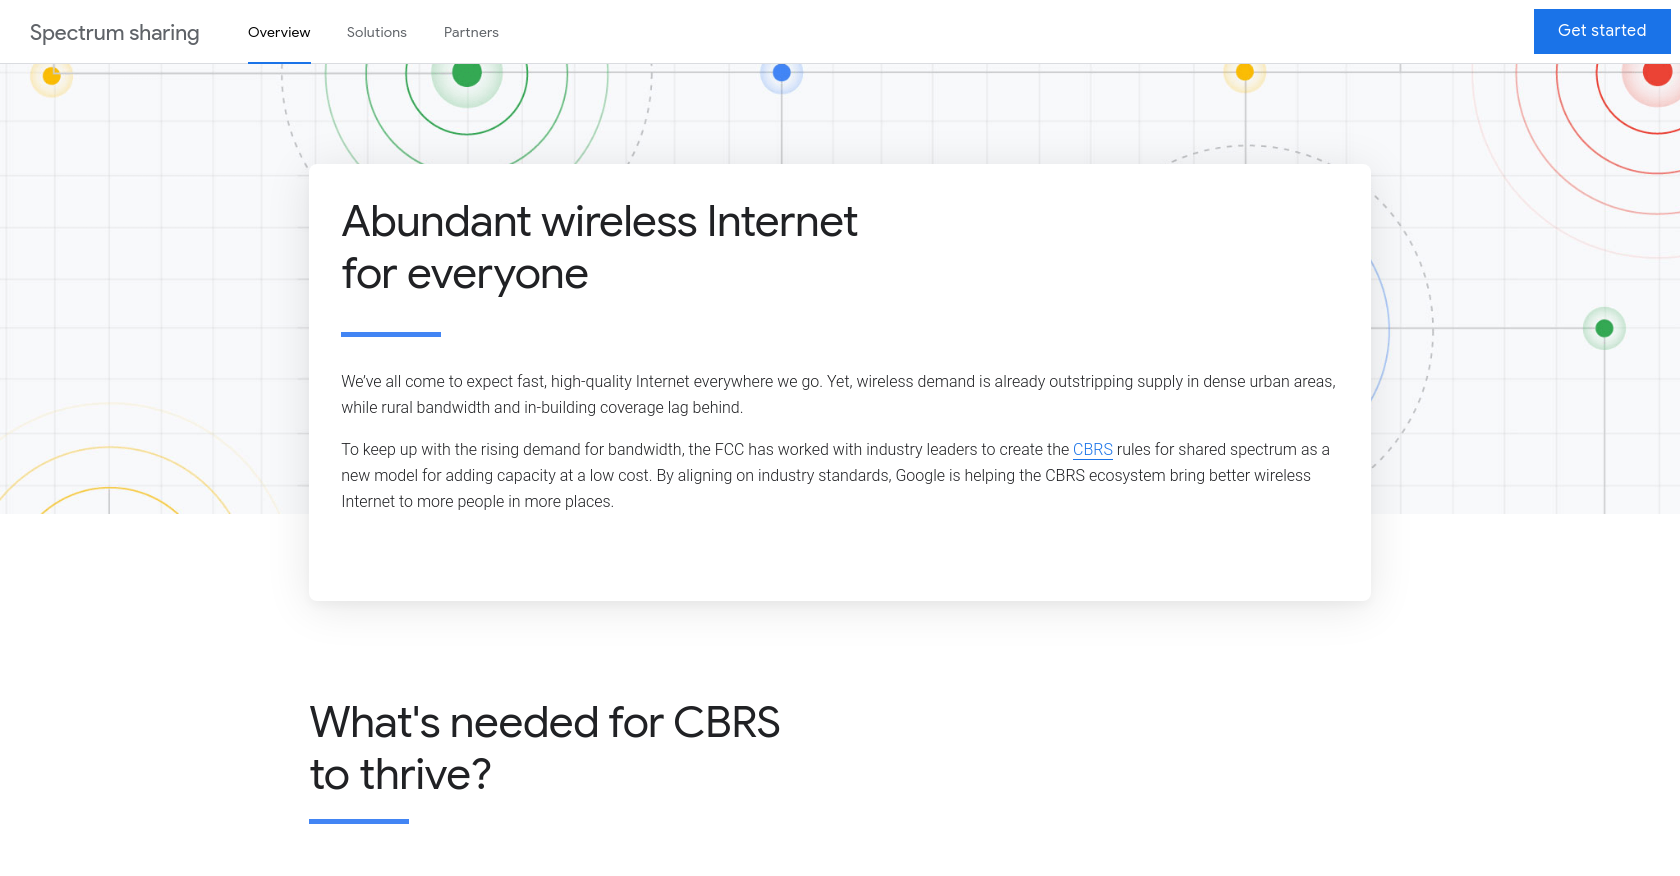 Spectrum sharing Overview Solutions Partners Get started
Abundant wireless Internet
for everyone
We've all come to expect fast, high-quality Internet everywhere we go. Yet, wireless demand is already outstripping supply in dense urban areas,
while rural bandwidth and in-building coverage lag behind.
To keep up with the rising demand for bandwidth, the FCC has worked with industry leaders to create the CBRS rules for shared spectrum as a
new model for adding capacity at a low cost. By aligning on industry standards, Google is helping the CBRS ecosystem bring better wireless
Internet to more people in more places.
What's needed for CBRS
to thrive?